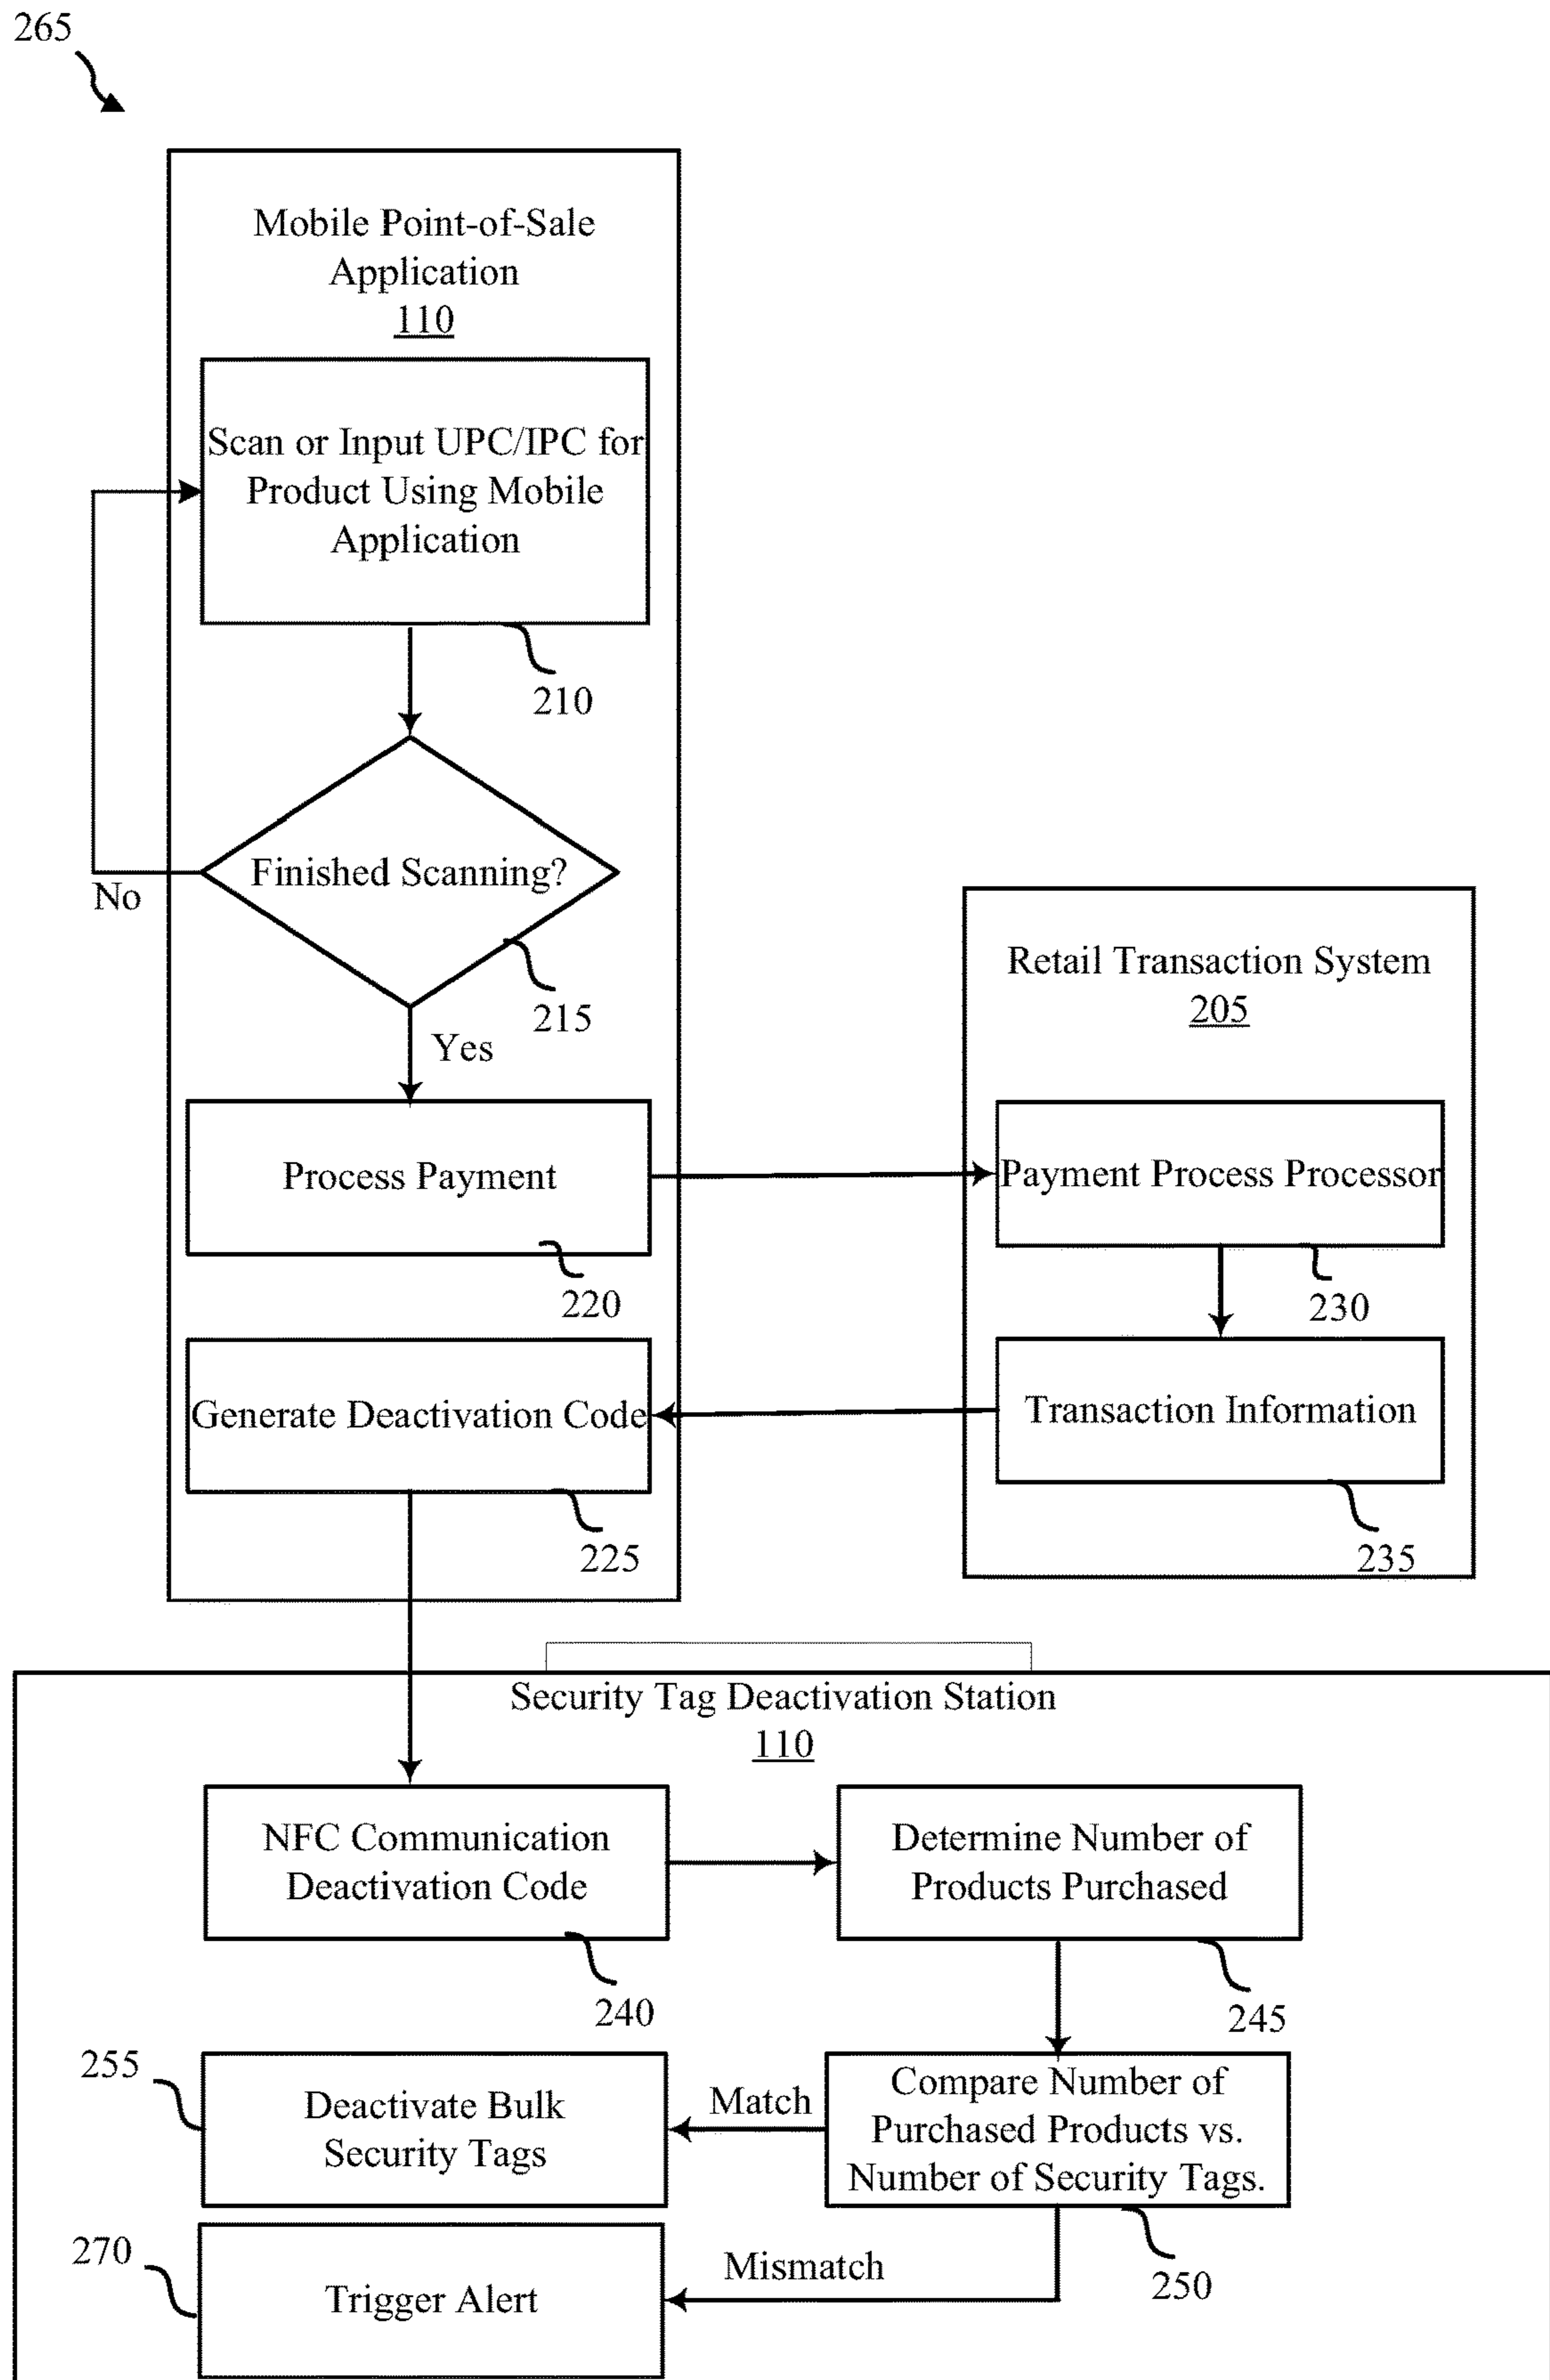 265
Mobile Point-of-Sale
Application
110
Scan or Input UPC/IPC for
Product Using Mobile
Application
210
Finished Scanning?
No
215
Yes
Retail Transaction System
205
Process Payment
220
Payment Process Processor
230
Generate Deactivation Code
225
Transaction Information
235
Security Tag Deactivation Station
110
NFC Communication
Deactivation Code
240
Determine Number of
Products Purchased
245
255
Deactivate Bulk
Security Tags
Match
Compare Number of
Purchased Products vs.
Number of Security Tags.
250
270
Trigger Alert
Mismatch